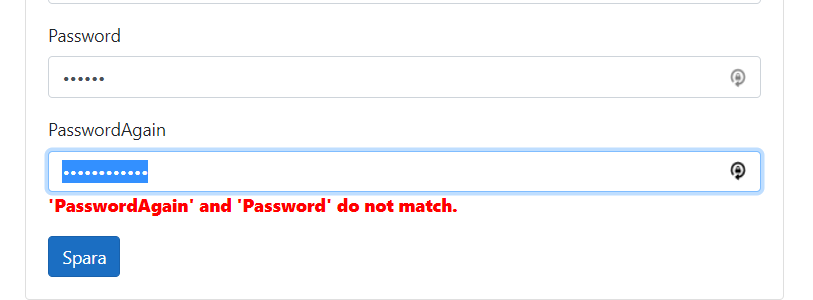 Password
••••••
PasswordAgain
••••••••••••
'PasswordAgain' and 'Password' do not match.
Spara